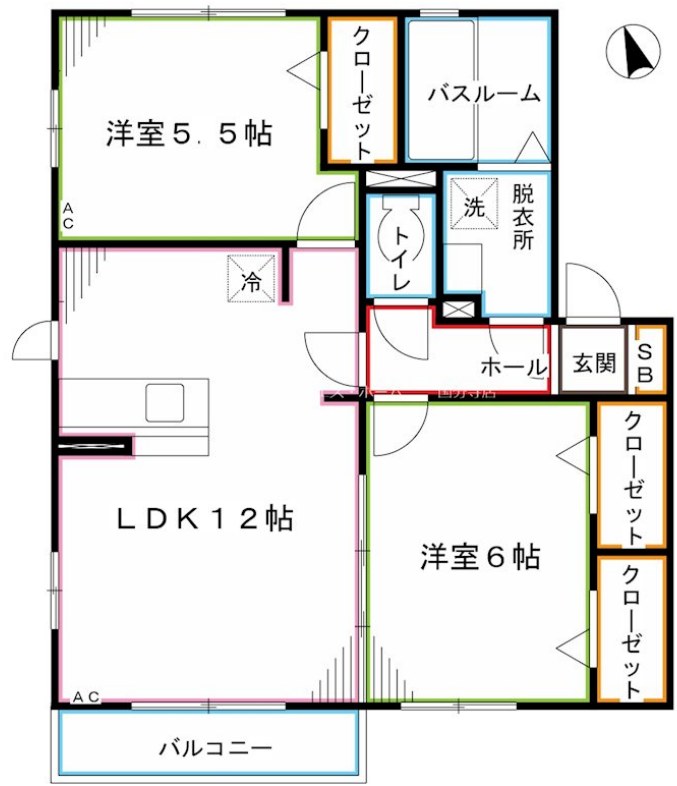 クローゼット
バスルーム
洋室5.5帖
脱衣所
洗
AC
トイレ
冷
ホール
玄関
SB
クローゼット
LDK12帖
洋室6帖
クローゼット
AC
バルコニー